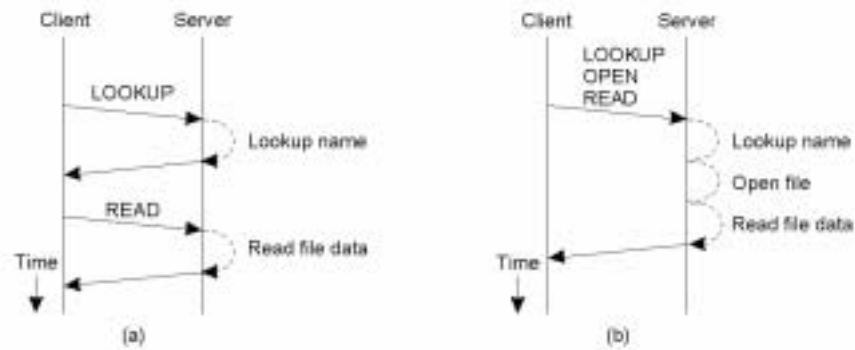 Client
Server
LOOKUP
Lookup name
READ
Read file data
Time
(a)
Client
Server
LOOKUP
OPEN
READ
Lookup name
Open file
Read file data
Time
(b)